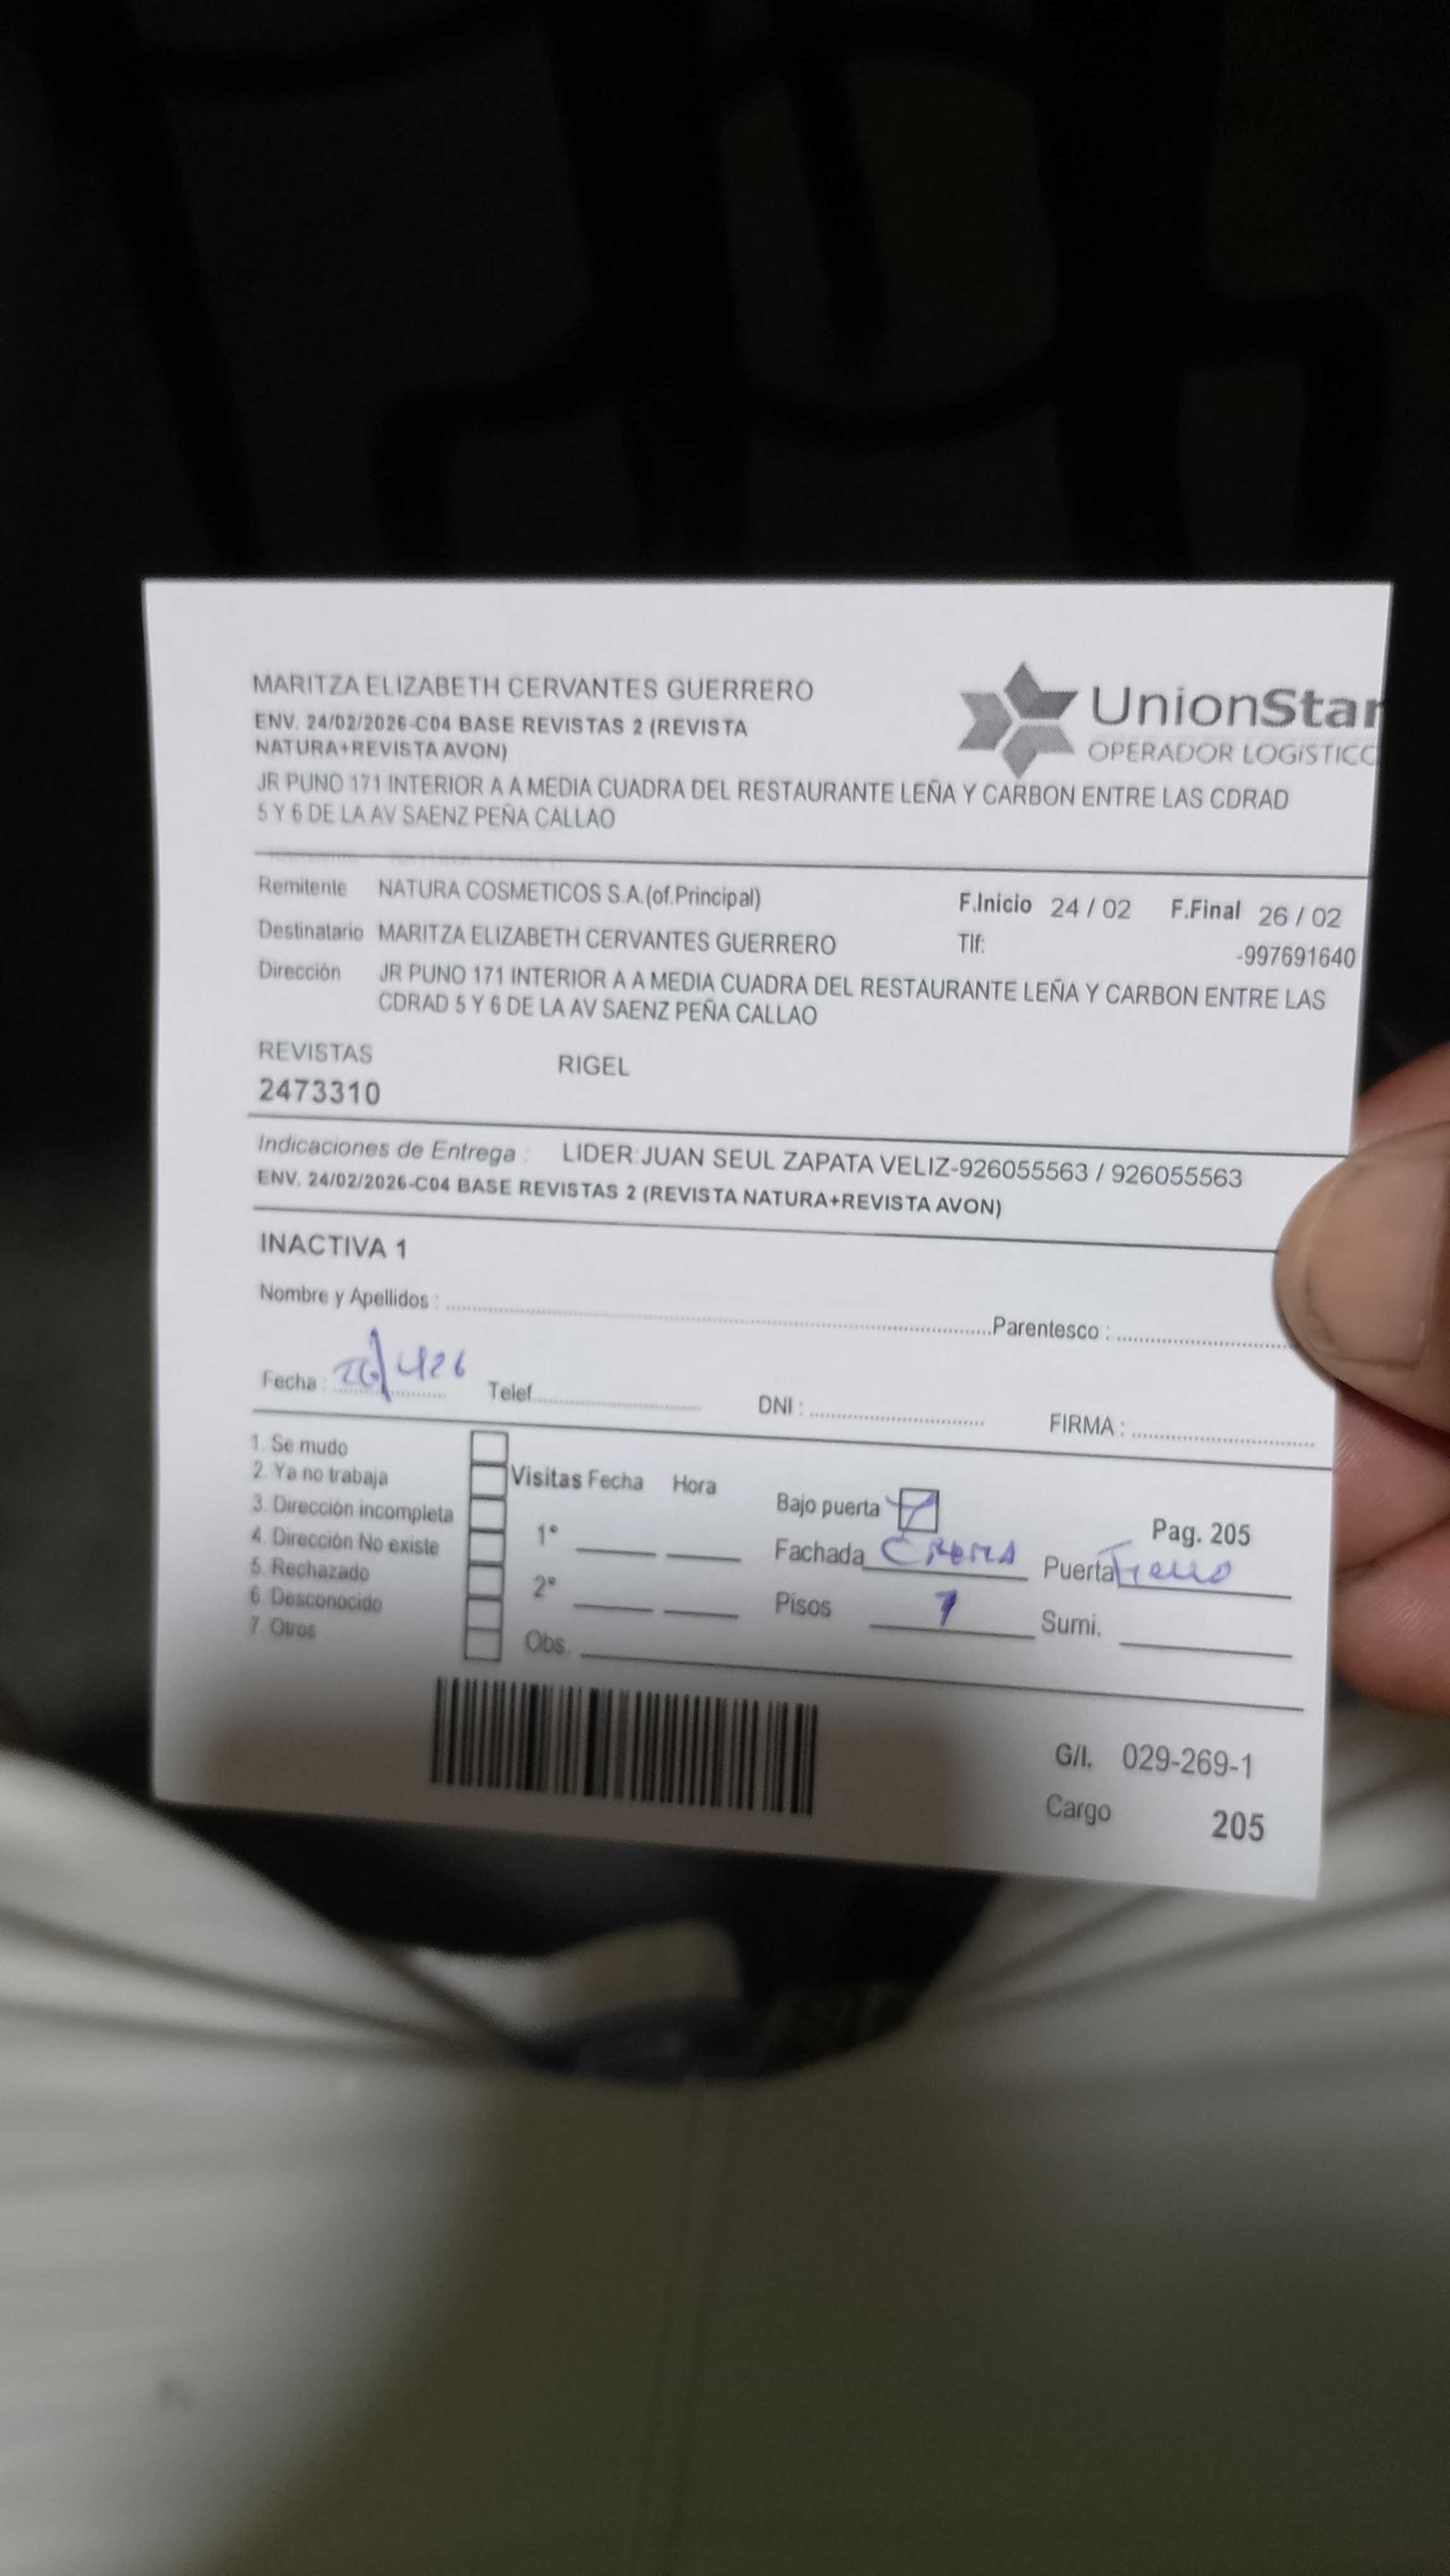 MARITZA ELIZABETH CERVANTES GUERRERO
ENV. 24/02/2026-C04 BASE REVISTAS 2 (REVISTA
NATURA+REVISTA AVON)
UnionStar
OPERADOR LOGÍSTICO
JR PUNO 171 INTERIOR A A MEDIA CUADRA DEL RESTAURANTE LEÑA Y CARBON ENTRE LAS CDRAD
5 Y 6 DE LA AV SAENZ PEÑA CALLAO
Remitente NATURA COSMETICOS S.A.(of.Principal) F.Inicio 24 / 02 F.Final 26 / 02
Destinatario MARITZA ELIZABETH CERVANTES GUERRERO Tlf: -997691640
Dirección JR PUNO 171 INTERIOR A A MEDIA CUADRA DEL RESTAURANTE LEÑA Y CARBON ENTRE LAS
CDRAD 5 Y 6 DE LA AV SAENZ PEÑA CALLAO
REVISTAS RIGEL
2473310
Indicaciones de Entrega : LIDER:JUAN SEUL ZAPATA VELIZ-926055563 / 926055563
ENV. 24/02/2026-C04 BASE REVISTAS 2 (REVISTA NATURA+REVISTA AVON)
INACTIVA 1
Nombre y Apellidos : Parentesco :
Fecha : Telef. DNI : FIRMA :
1. Se mudo
2. Ya no trabaja
3. Dirección incompleta
4. Dirección No existe
5. Rechazado
6. Desconocido
7. Otros
Visitas Fecha Hora
1°
2°
Obs.
Bajo puerta
Pag. 205
Fachada CREMA Puerta
Pisos Sumi.
G/I. 029-269-1
Cargo 205